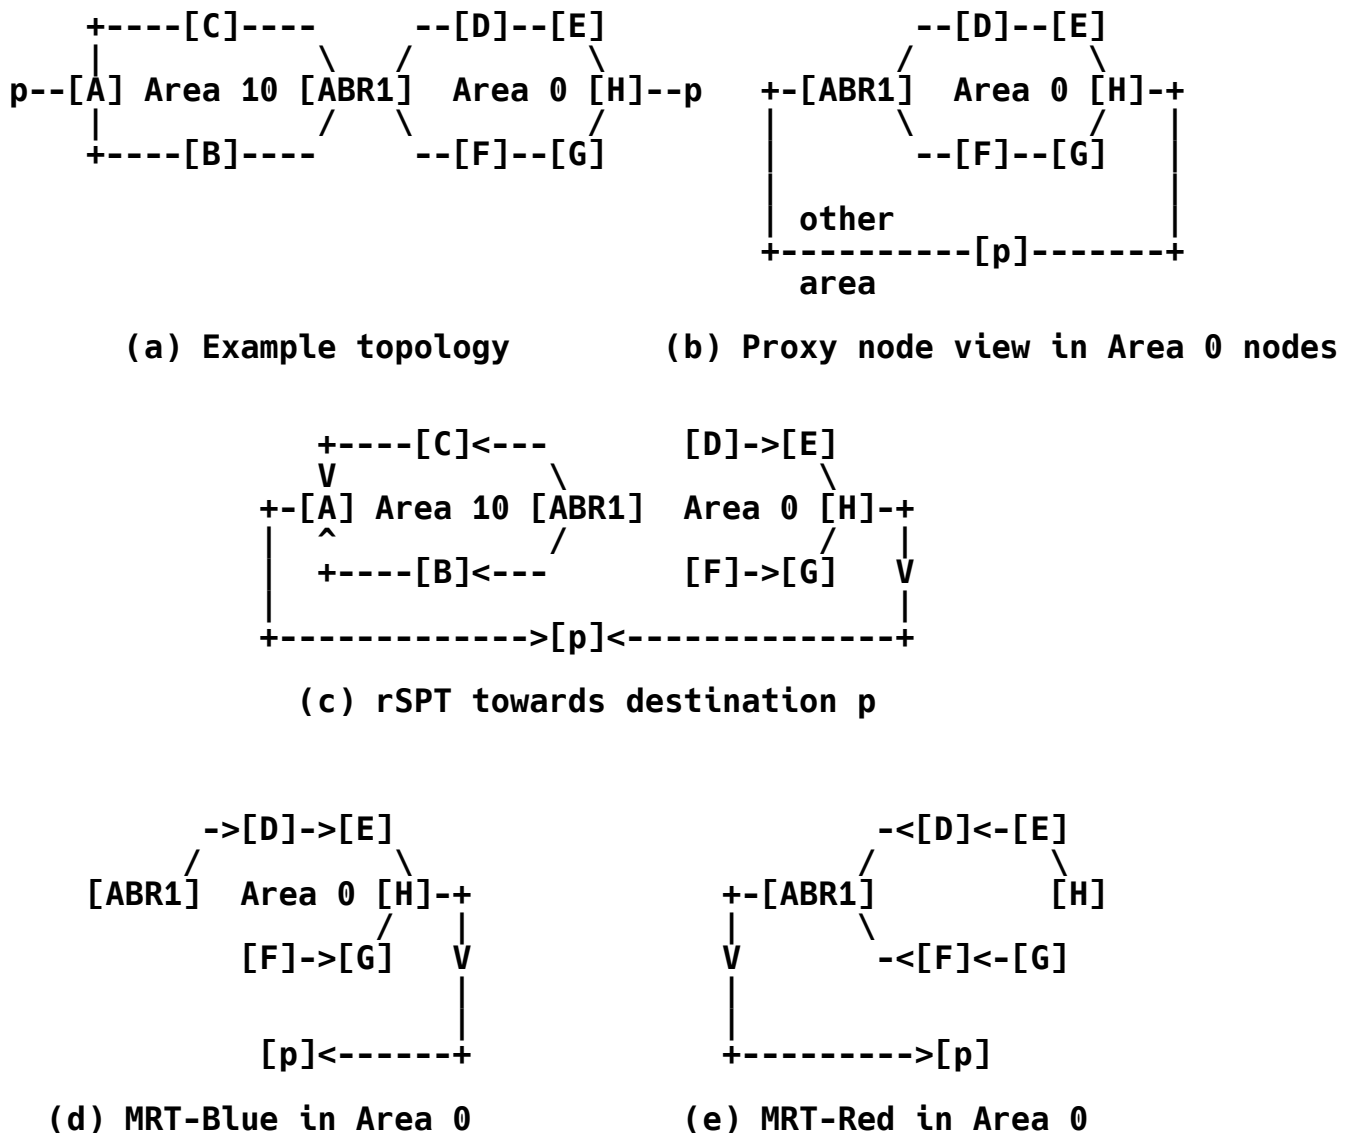 +----[C]----     --[D]--[E]              --[D]--[E]
|           \   /         \             /         \
p--[A] Area 10 [ABR1]  Area 0 [H]--p   +-[ABR1]  Area 0 [H]-+
|           /   \         /            |      \         /   |
+----[B]----     --[F]--[G]            |       --[F]--[G]   |
|                    |
| other              |
+----------[p]-------+
area
(a) Example topology        (b) Proxy node view in Area 0 nodes
+----[C]<---       [D]->[E]
V           \             \
+-[A] Area 10 [ABR1]  Area 0 [H]-+
|  ^           /             /   |
|  +----[B]<---       [F]->[G]   V
|                                |
+------------->[p]<--------------+
(c) rSPT towards destination p
->[D]->[E]                         -<[D]<-[E]
/          \                       /         \
[ABR1]  Area 0 [H]-+             +-[ABR1]         [H]
/   |             |      \
[F]->[G]   V             V       -<[F]<-[G]
|             |
|             |
[p]<------+             +--------->[p]
(d) MRT-Blue in Area 0           (e) MRT-Red in Area 0